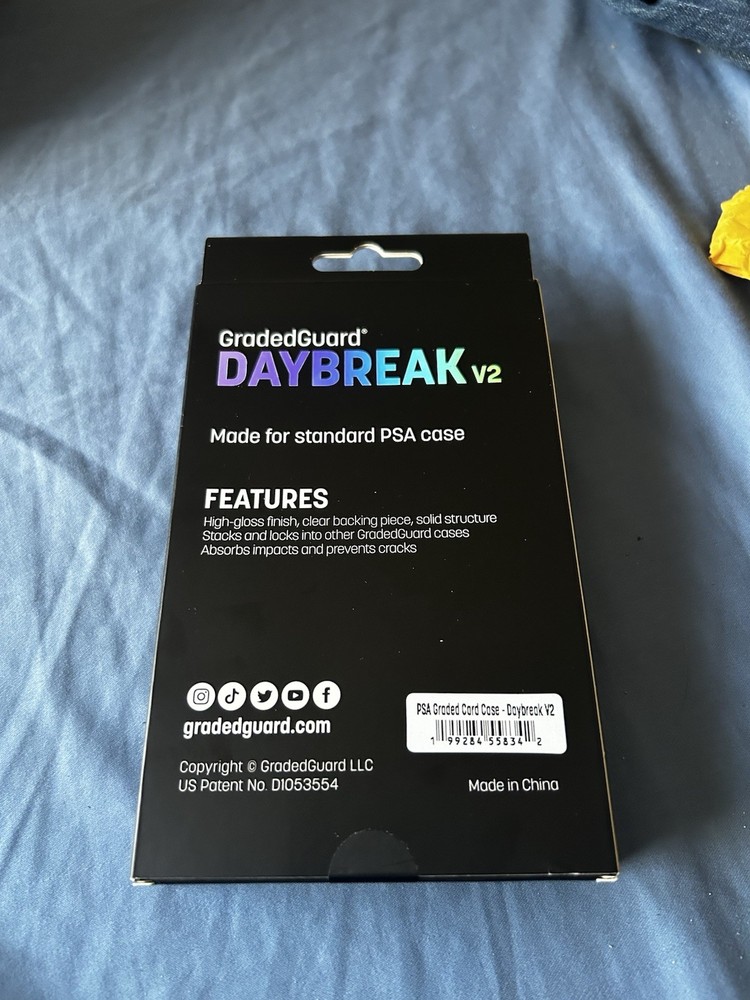 GradedGuard®
DAYBREAK V2
Made for standard PSA case
FEATURES
High-gloss finish, clear backing piece, solid structure
Stacks and locks into other GradedGuard cases
Absorbs impacts and prevents cracks
gradedguard.com
PSA Graded Card Case - Daybreak V2
1 99284 55834 2
Copyright © GradedGuard LLC
US Patent No. D1053554
Made in China